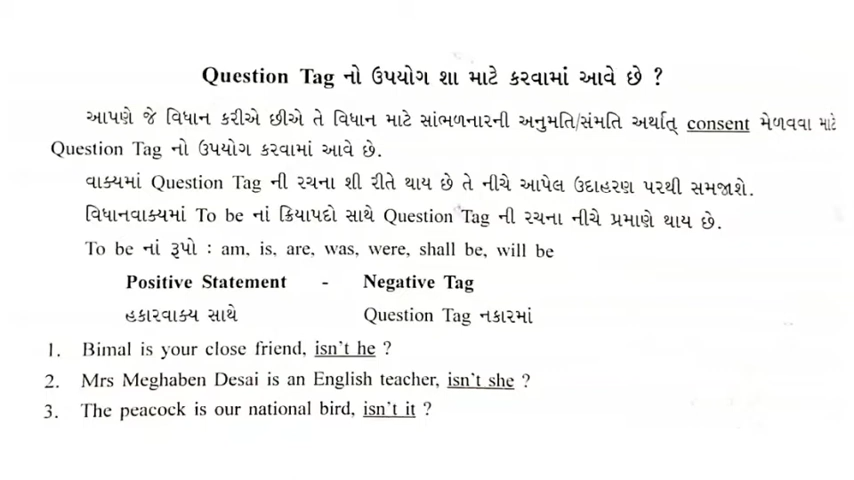 Question Tag નો ઉપયોગ શા માટે કરવામાં આવે છે ?
આપણે જે વિધાન કરીએ છીએ તે વિધાન માટે સાંભળનારની અનુમતિ/સંમતિ અર્થાત્ consent મેળવવા માટે
Question Tag નો ઉપયોગ કરવામાં આવે છે.
વાક્યમાં Question Tag ની રચના શી રીતે થાય છે તે નીચે આપેલ ઉદાહરણ પરથી સમજાશે.
વિધાનવાક્યમાં To be નાં ક્રિયાપદો સાથે Question Tag ની રચના નીચે પ્રમાણે થાય છે.
To be નાં રૂપો : am, is, are, was, were, shall be, will be
Positive Statement - Negative Tag
હકારવાક્ય સાથે Question Tag નકારમાં
1. Bimal is your close friend, isn't he ?
2. Mrs Meghaben Desai is an English teacher, isn't she ?
3. The peacock is our national bird, isn't it ?